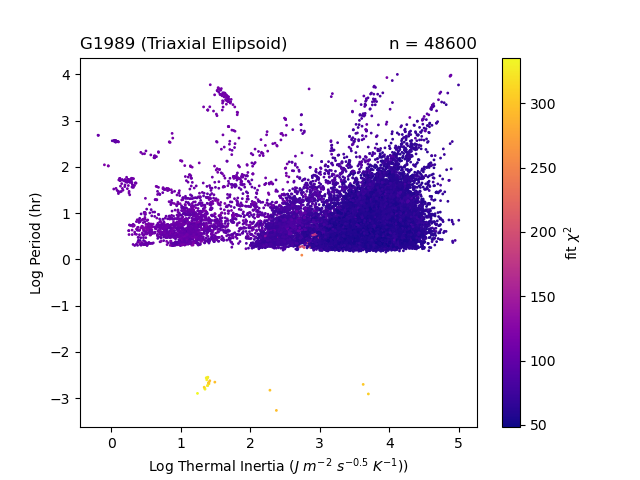 G1989 (Triaxial Ellipsoid)
n = 48600
4
3
2
1
0
−1
−2
−3
Log Period (hr)
0 1 2 3 4 5
Log Thermal Inertia (J m⁻² s⁻⁰·⁵ K⁻¹))
300
250
200
150
100
50
fit χ²